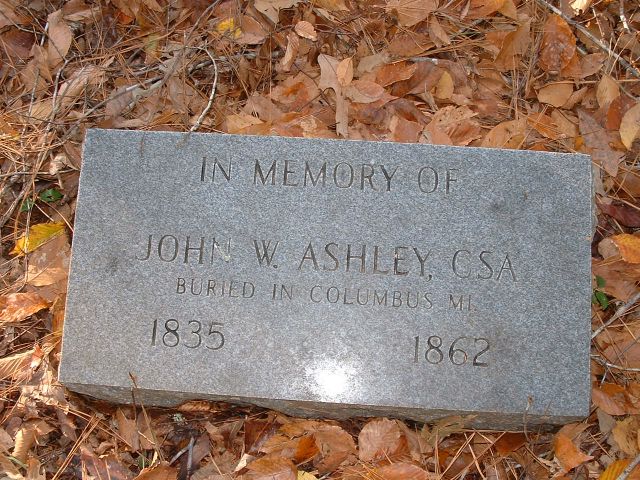 IN MEMORY OF
JOHN W. ASHLEY, CSA
BURIED IN COLUMBUS MI.
1835 1862